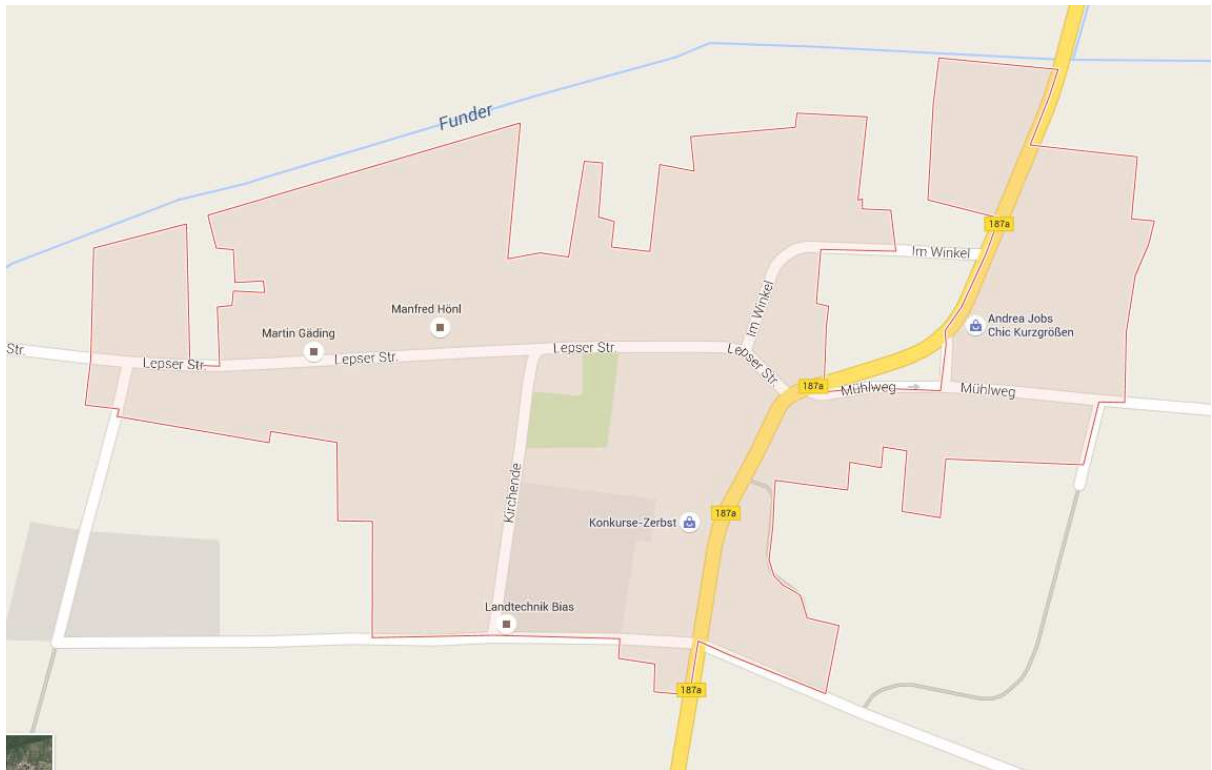 Funder
187a
Im Winkel
Im Winkel
Manfred Hönl
Andrea Jobs
Chic Kurzgrößen
Martin Gäding
Str.
Lepser Str.
Lepser Str.
Lepser Str.
Lepser Str.
187a
Mühlweg
Mühlweg
Kirchende
Konkurse-Zerbst
187a
Landtechnik Bias
187a